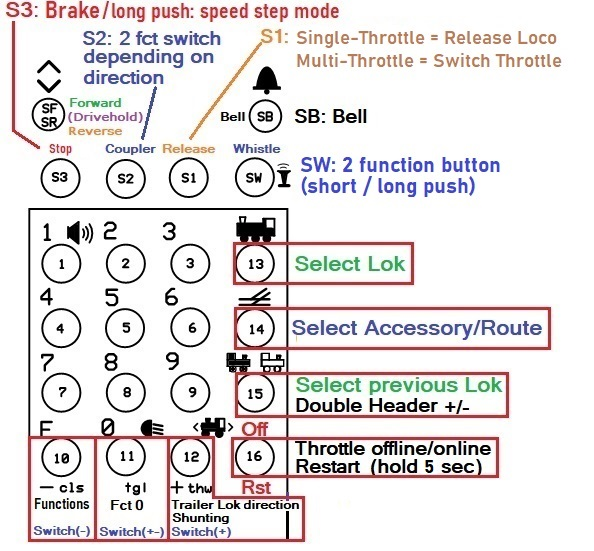 S3: Brake/long push: speed step mode
S2: 2 fct switch
depending on
direction
S1: Single-Throttle = Release Loco
Multi-Throttle = Switch Throttle
SF
SR
Forward
(Drivehold)
Reverse
Bell
SB
SB: Bell
Stop
Coupler
Release
Whistle
S3
S2
S1
SW
SW: 2 function button
(short / long push)
1
2
3
1
2
3
13
Select Lok
4
5
6
4
5
6
14
Select Accessory/Route
7
8
9
7
8
9
15
Select previous Lok
Double Header +/-
F
0
Off
10
11
12
16
Throttle offline/online
Restart (hold 5 sec)
- cls
tgl
+ thw
Rst
Functions
Fct 0
Trailer Lok direction
Shunting
Switch(-)
Switch(+-)
Switch(+)